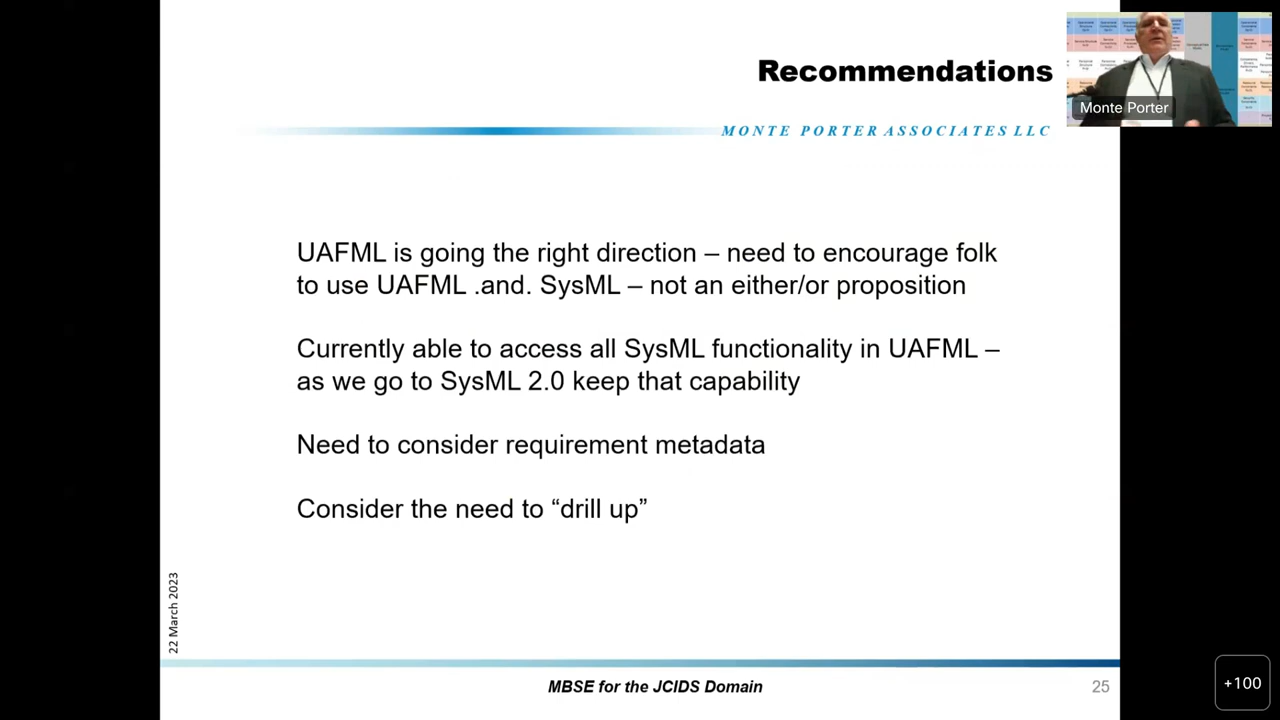 Recommendations
MONTE PORTER ASSOCIATES LLC
Monte Porter
UAFML is going the right direction – need to encourage folk
to use UAFML .and. SysML – not an either/or proposition
Currently able to access all SysML functionality in UAFML –
as we go to SysML 2.0 keep that capability
Need to consider requirement metadata
Consider the need to “drill up”
22 March 2023
MBSE for the JCIDS Domain
25
+100